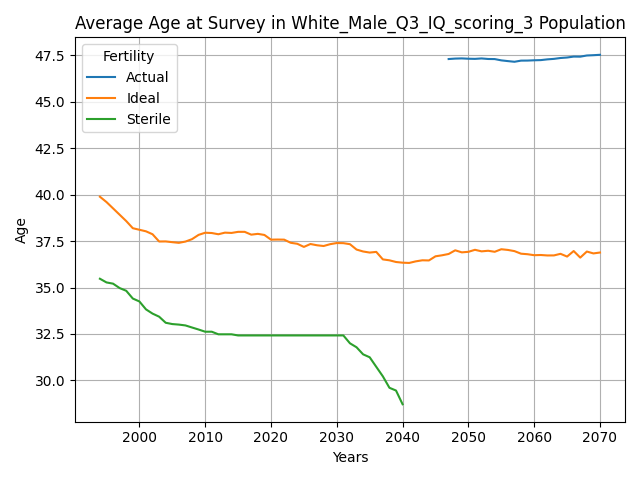 Average Age at Survey in White_Male_Q3_IQ_scoring_3 Population
Fertility
Actual
Ideal
Sterile
47.5
45.0
42.5
40.0
37.5
35.0
32.5
30.0
Age
2000 2010 2020 2030 2040 2050 2060 2070
Years